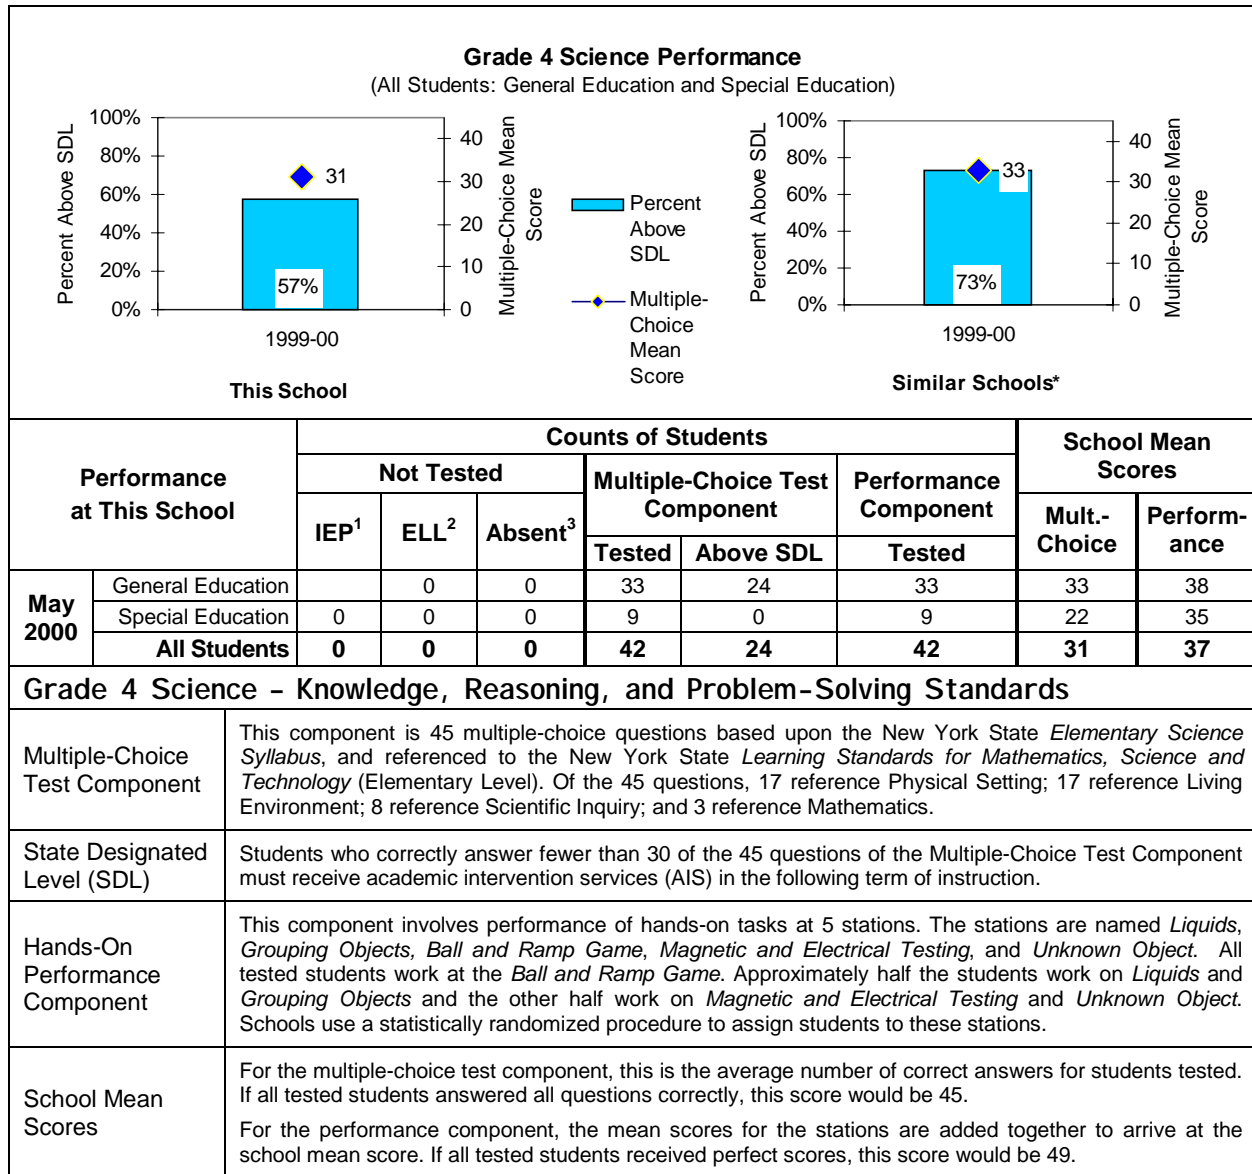 Grade 4 Science Performance
(All Students: General Education and Special Education)
Percent Above SDL
100%
80%
60%
40%
20%
0%
31
57%
40
30
20
10
0
Multiple-Choice Mean
Score
1999-00
This School
Percent
Above
SDL
Multiple-
Choice
Mean
Score
Percent Above SDL
100%
80%
60%
40%
20%
0%
33
73%
40
30
20
10
0
Multiple-Choice Mean
Score
1999-00
Similar Schools*
Performance
at This School
Counts of Students
School Mean
Scores
Not Tested
Multiple-Choice Test
Component
Performance
Component
IEP1
ELL2
Absent3
Mult.-
Choice
Perform-
ance
Tested Above SDL Tested
May
2000
General Education 0 0 33 24 33 33 38
Special Education 0 0 0 9 0 9 22 35
All Students 0 0 0 42 24 42 31 37
Grade 4 Science – Knowledge, Reasoning, and Problem-Solving Standards
Multiple-Choice
Test Component
This component is 45 multiple-choice questions based upon the New York State Elementary Science
Syllabus, and referenced to the New York State Learning Standards for Mathematics, Science and
Technology (Elementary Level). Of the 45 questions, 17 reference Physical Setting; 17 reference Living
Environment; 8 reference Scientific Inquiry; and 3 reference Mathematics.
State Designated
Level (SDL)
Students who correctly answer fewer than 30 of the 45 questions of the Multiple-Choice Test Component
must receive academic intervention services (AIS) in the following term of instruction.
Hands-On
Performance
Component
This component involves performance of hands-on tasks at 5 stations. The stations are named Liquids,
Grouping Objects, Ball and Ramp Game, Magnetic and Electrical Testing, and Unknown Object. All
tested students work at the Ball and Ramp Game. Approximately half the students work on Liquids and
Grouping Objects and the other half work on Magnetic and Electrical Testing and Unknown Object.
Schools use a statistically randomized procedure to assign students to these stations.
School Mean
Scores
For the multiple-choice test component, this is the average number of correct answers for students tested.
If all tested students answered all questions correctly, this score would be 45.
For the performance component, the mean scores for the stations are added together to arrive at the
school mean score. If all tested students received perfect scores, this score would be 49.